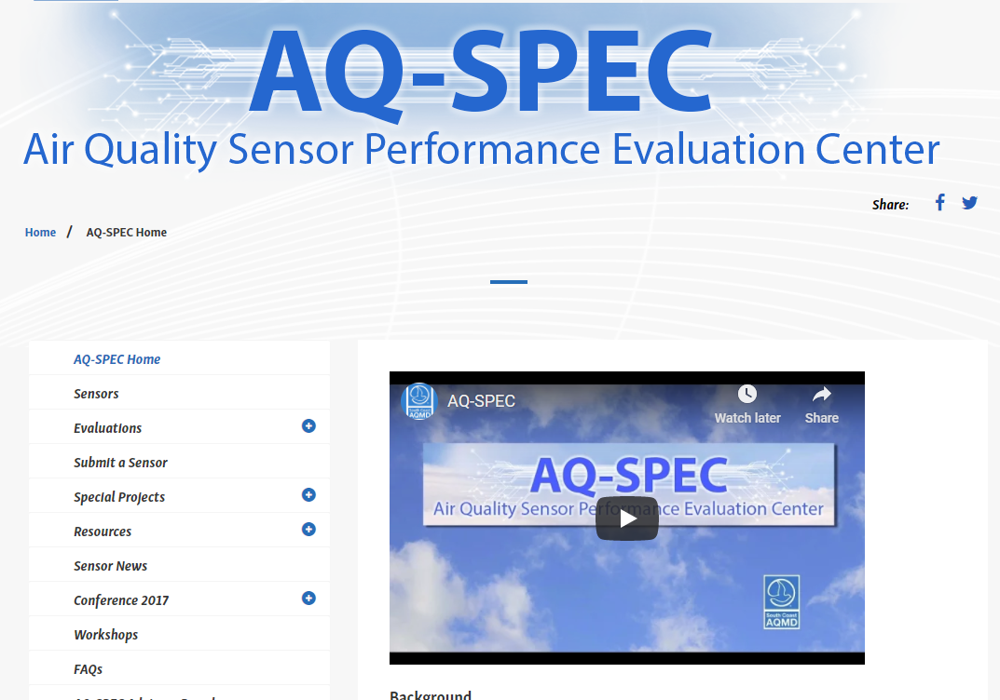 AQ-SPEC
Air Quality Sensor Performance Evaluation Center
Share:
Home / AQ-SPEC Home
AQ-SPEC Home
Sensors
Evaluations
Submit a Sensor
Special Projects
Resources
Sensor News
Conference 2017
Workshops
FAQs
South Coast
AQMD
AQ-SPEC
Watch later
Share
AQ-SPEC
Air Quality Sensor Performance Evaluation Center
South Coast
AQMD
Background